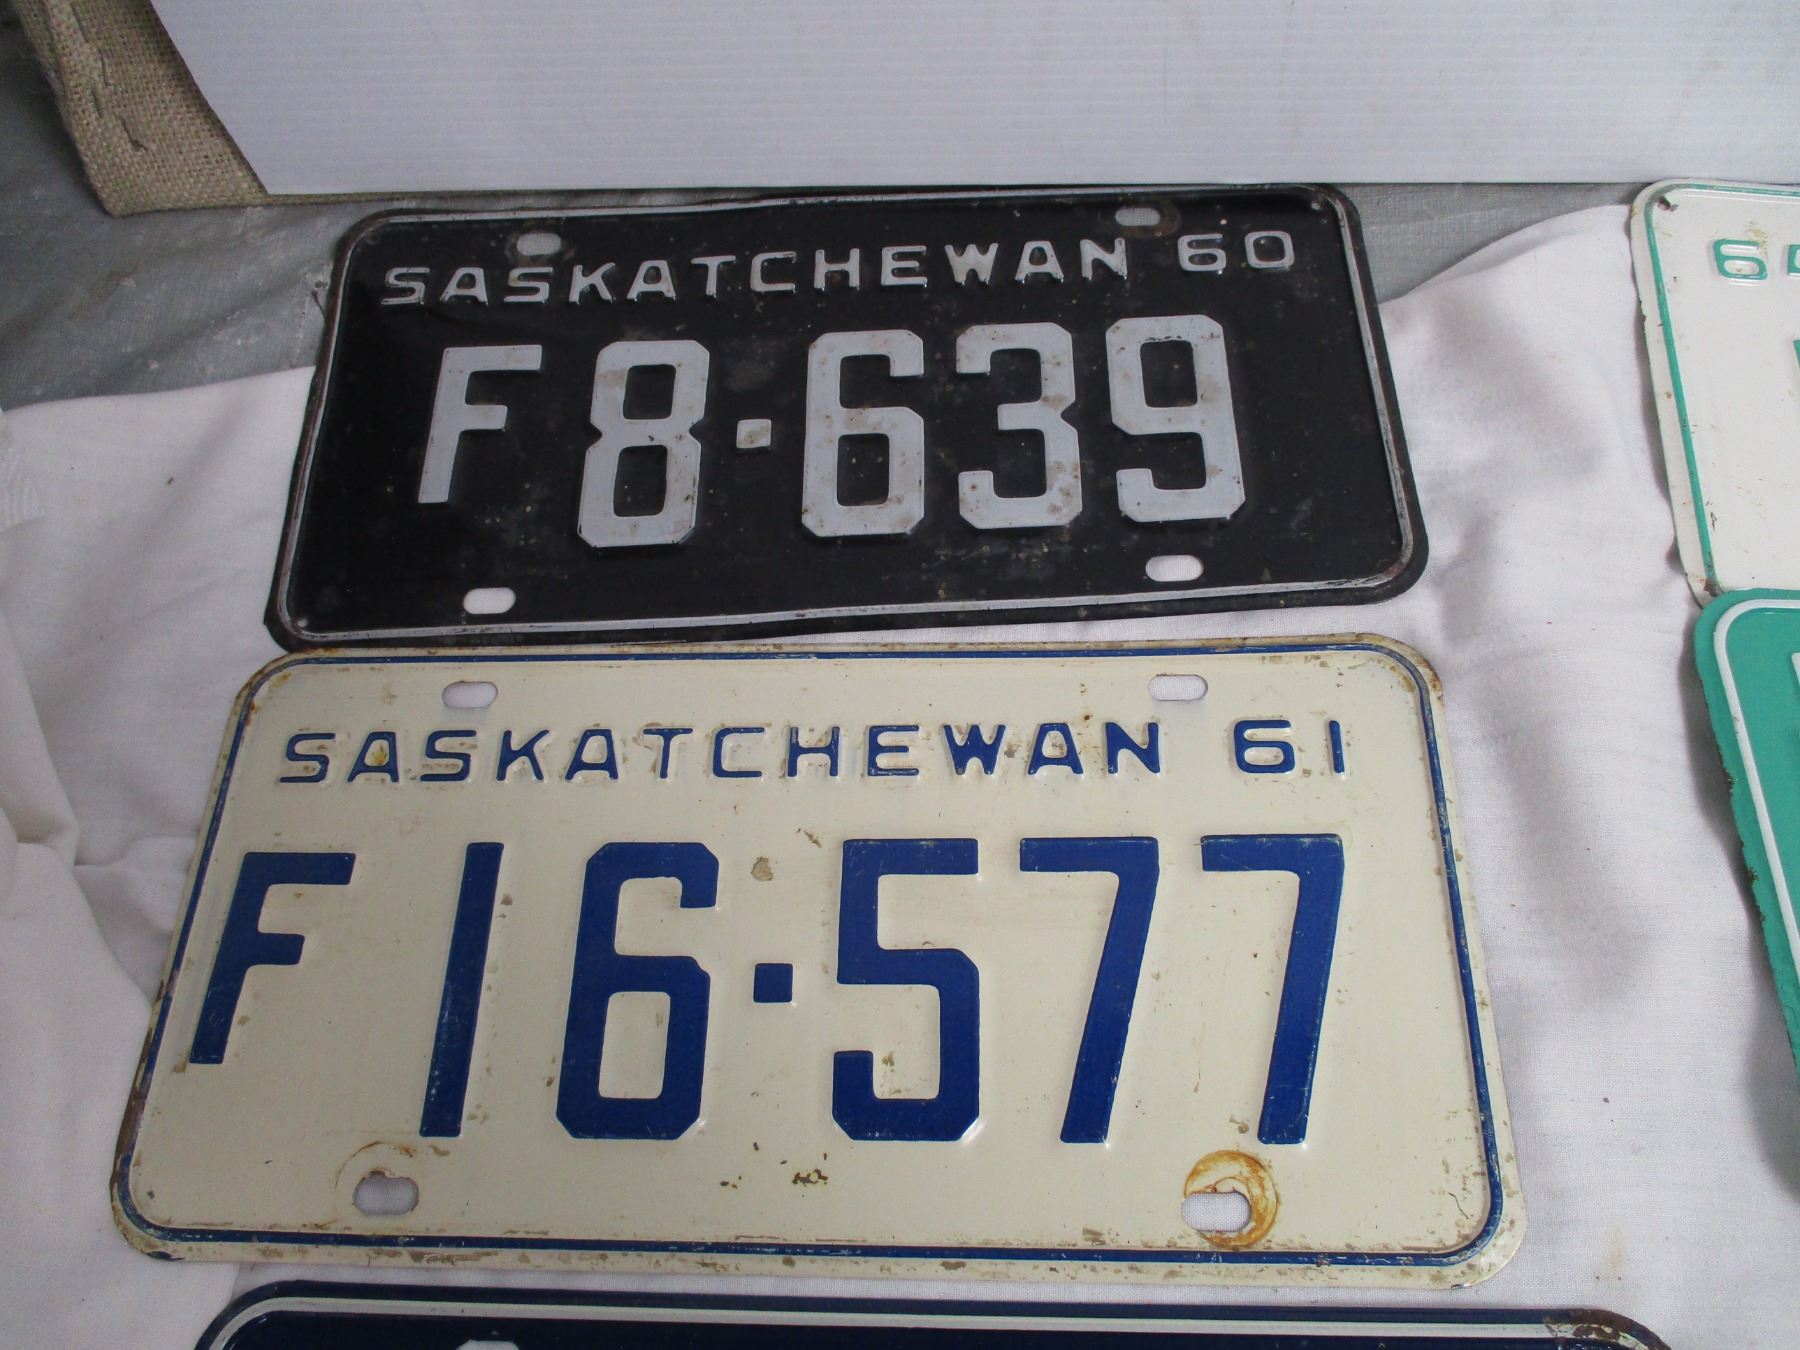 SASKATCHEWAN 60
F8·639
SASKATCHEWAN 61
F16·577